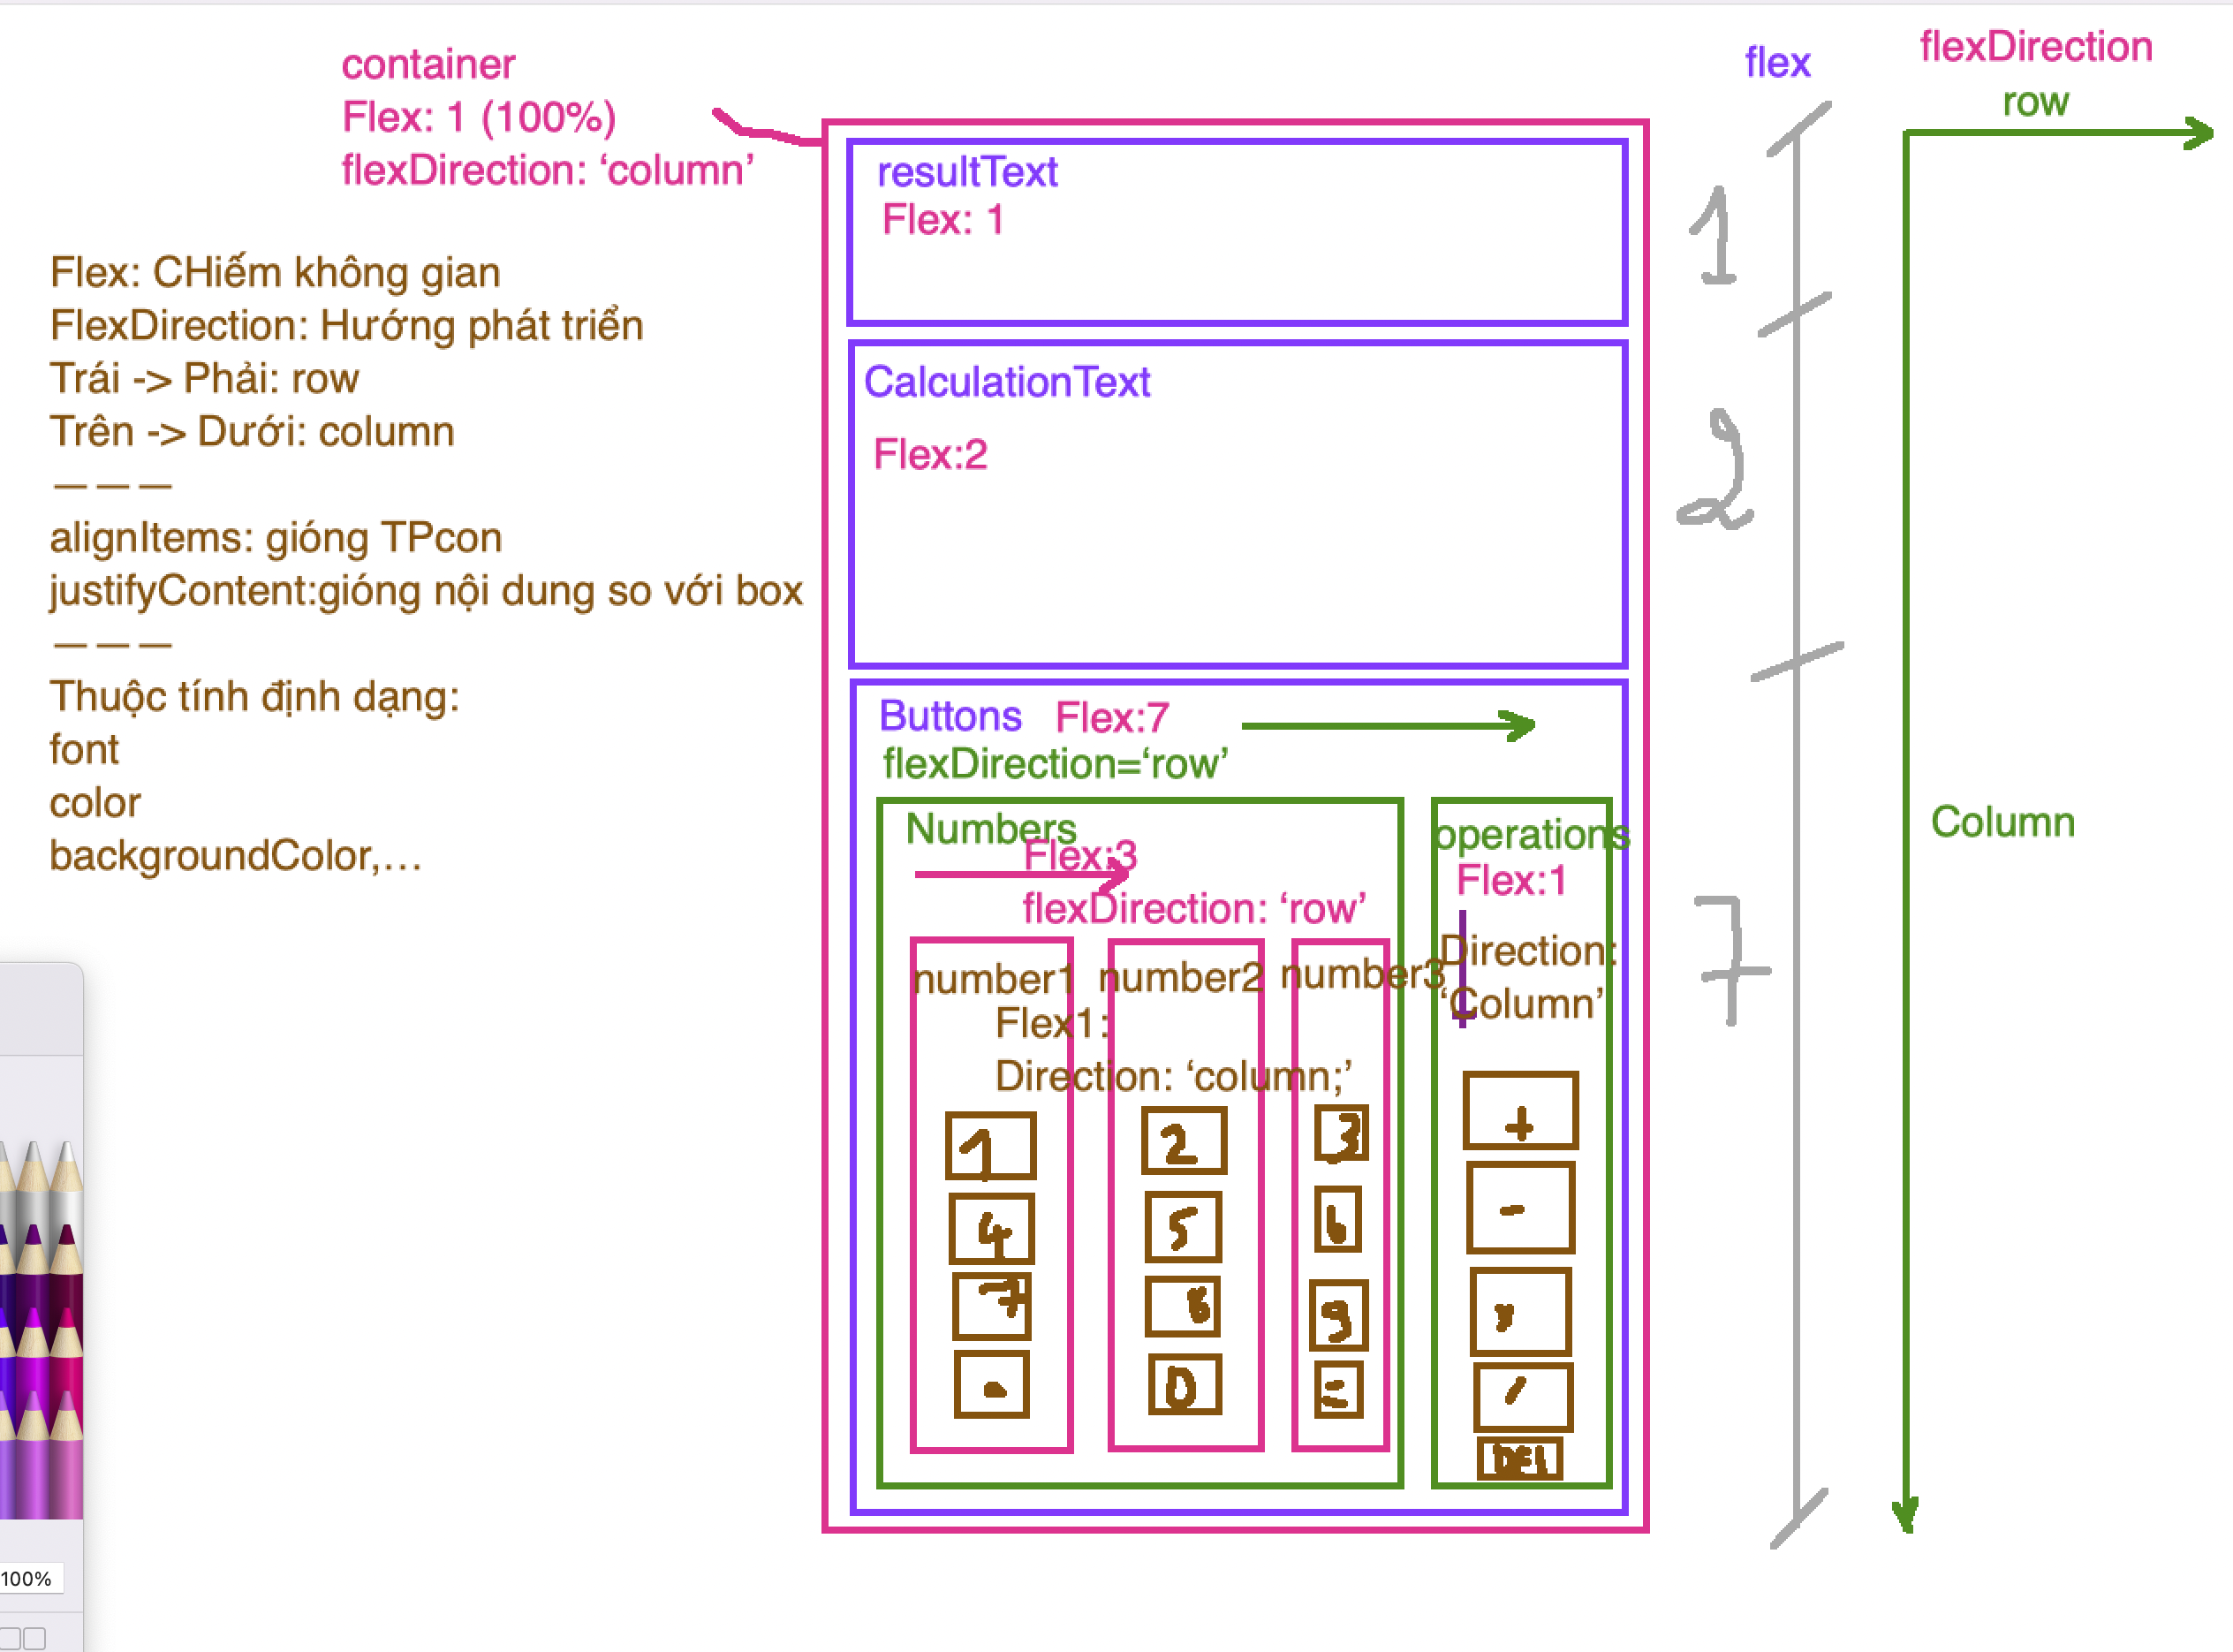 container
Flex: 1 (100%)
flexDirection: ‘column’
Flex: CHiếm không gian
FlexDirection: Hướng phát triển
Trái -> Phải: row
Trên -> Dưới: column
———
alignItems: gióng TPcon
justifyContent:gióng nội dung so với box
———
Thuộc tính định dạng:
font
color
backgroundColor,…
100%
resultText
Flex: 1
CalculationText
Flex:2
Buttons Flex:7
flexDirection=‘row’
Numbers
Flex:3
flexDirection: ‘row’
number1 number2 number3
Flex1:
Direction: ‘column;’
1 2 3
4 5 6
7 8 9
. 0 =
operations
Flex:1
Direction:
‘Column’
+
-
/
DEL
flex
1
2
7
flexDirection
row
Column